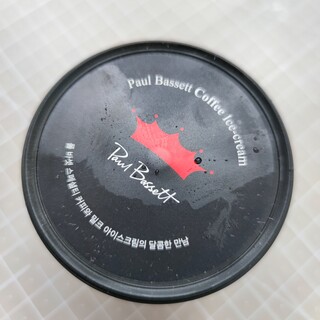 Paul Bassett Coffee Ice-cream
Paul Bassett
폴 바셋 스페셜티 커피와 밀크 아이스크림의 달콤한 만남